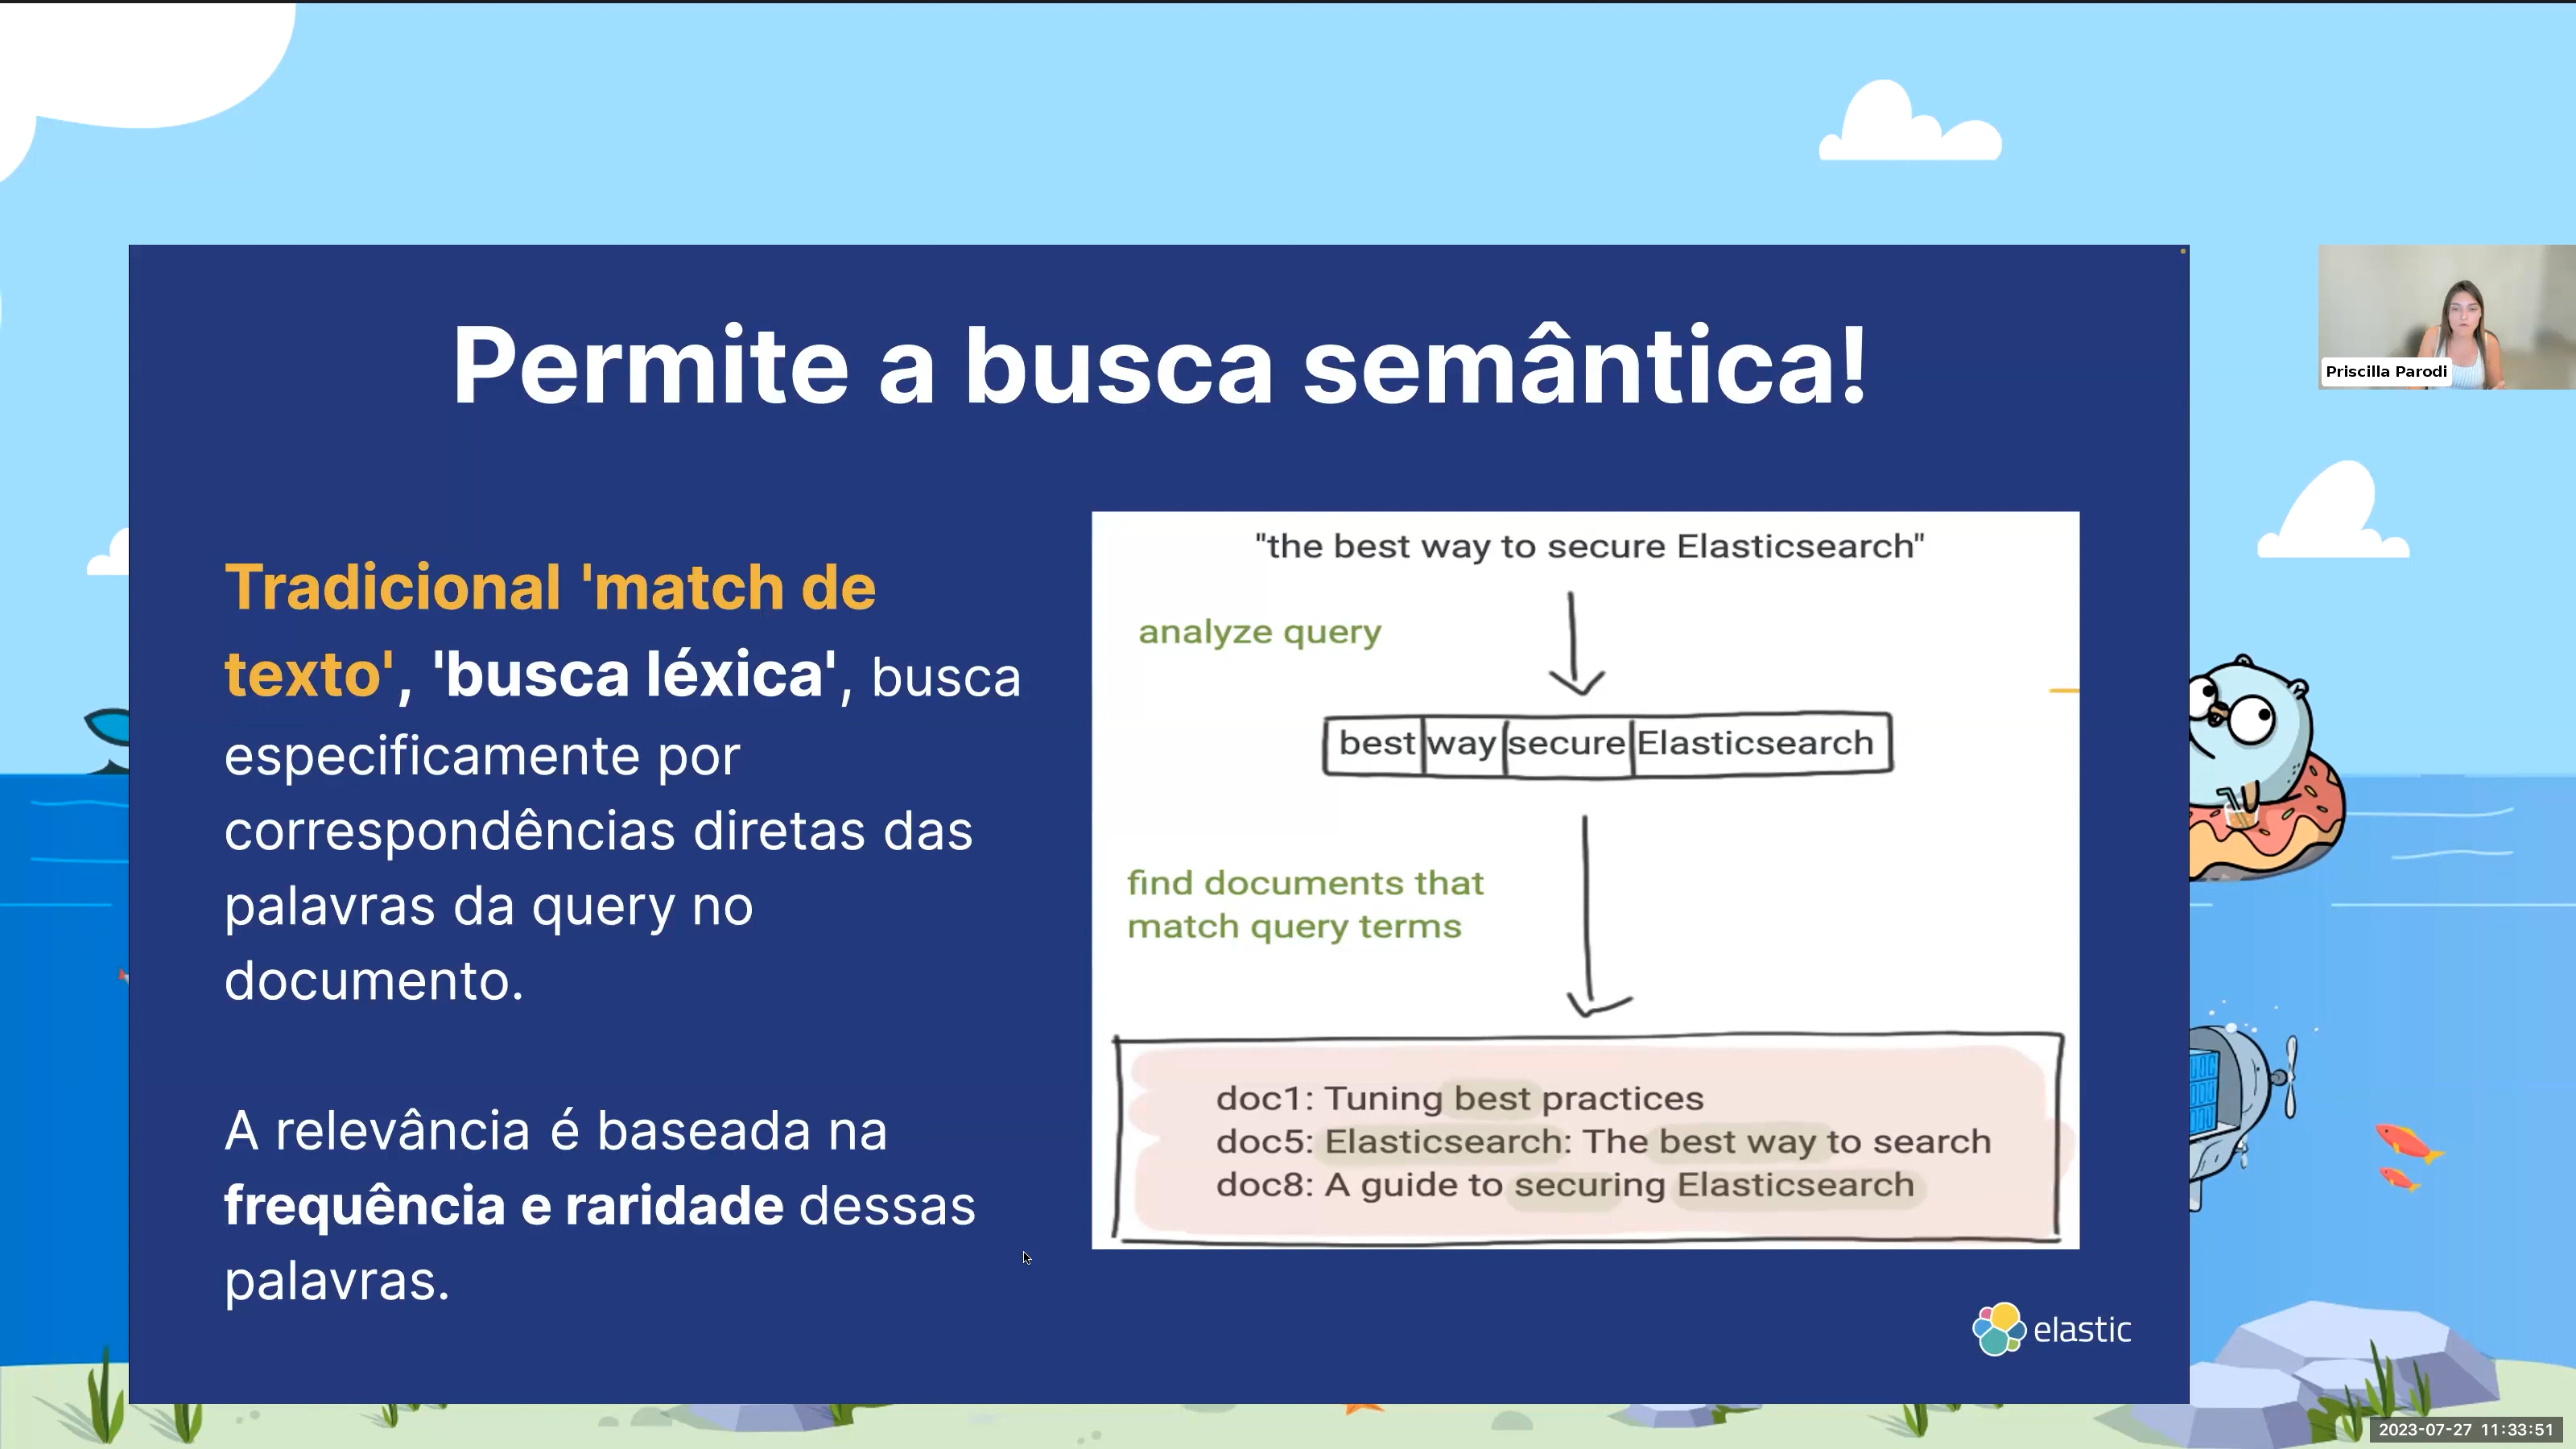 Permite a busca semântica!
Priscilla Parodi
Tradicional 'match de
texto', 'busca léxica', busca
especificamente por
correspondências diretas das
palavras da query no
documento.
A relevância é baseada na
frequência e raridade dessas
palavras.
"the best way to secure Elasticsearch"
analyze query
best way secure Elasticsearch
find documents that
match query terms
doc1: Tuning best practices
doc5: Elasticsearch: The best way to search
doc8: A guide to securing Elasticsearch
elastic
2023-07-27 11:33:51